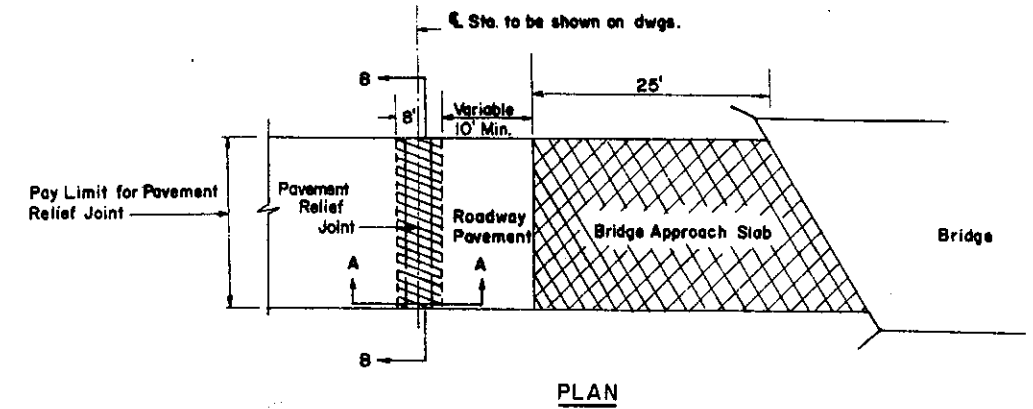 ℄ Sta. to be shown on dwgs.
B
25'
8'
Variable
10' Min.
Pay Limit for Pavement
Relief Joint
Pavement
Relief
Joint
Roadway
Pavement
Bridge Approach Slab
Bridge
A
A
B
PLAN